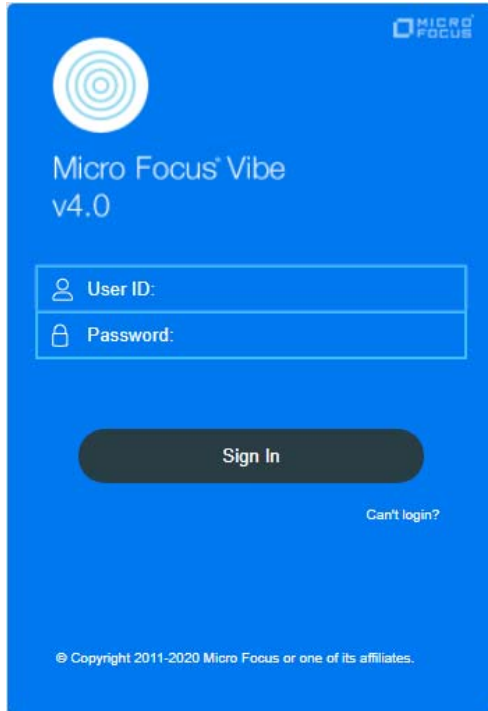 MICRO
FOCUS
Micro Focus® Vibe
v4.0
User ID:
Password:
Sign In
Can't login?
© Copyright 2011-2020 Micro Focus or one of its affiliates.